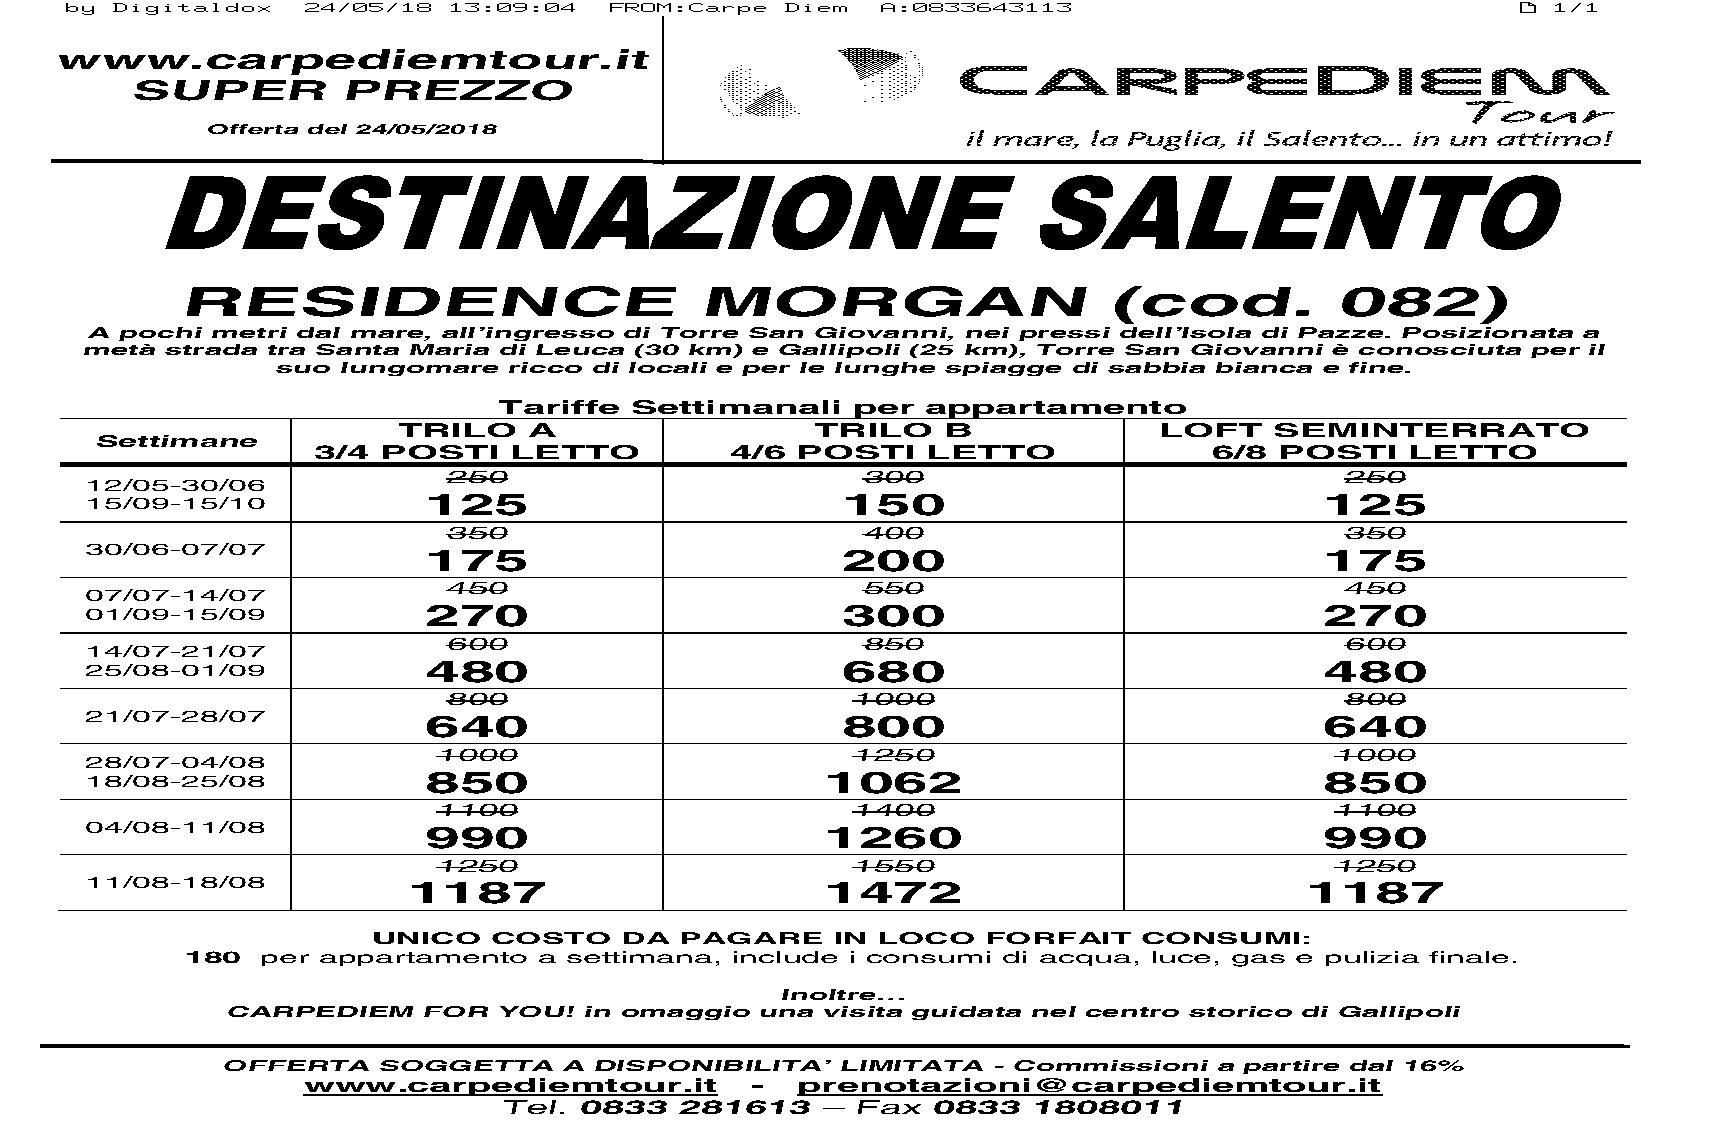 by Digitaldox 24/05/18 13:09:04 FROM:Carpe Diem A:0833643113 1/1
www.carpediemtour.it
SUPER PREZZO
Offerta del 24/05/2018
CARPEDIEM
Tour
il mare, la Puglia, il Salento... in un attimo!
DESTINAZIONE SALENTO
RESIDENCE MORGAN (cod. 082)
A pochi metri dal mare, all'ingresso di Torre San Giovanni, nei pressi dell'Isola di Pazze. Posizionata a
metà strada tra Santa Maria di Leuca (30 km) e Gallipoli (25 km), Torre San Giovanni è conosciuta per il
suo lungomare ricco di locali e per le lunghe spiagge di sabbia bianca e fine.
Tariffe Settimanali per appartamento
Settimane
TRILO A
3/4 POSTI LETTO
TRILO B
4/6 POSTI LETTO
LOFT SEMINTERRATO
6/8 POSTI LETTO
12/05-30/06
15/09-15/10
250 300 250
125 150 125
30/06-07/07
350 400 350
175 200 175
07/07-14/07
01/09-15/09
450 550 450
270 300 270
14/07-21/07
25/08-01/09
600 850 600
480 680 480
21/07-28/07
800 1000 800
640 800 640
28/07-04/08
18/08-25/08
1000 1250 1000
850 1062 850
04/08-11/08
1100 1400 1100
990 1260 990
11/08-18/08
1250 1550 1250
1187 1472 1187
UNICO COSTO DA PAGARE IN LOCO FORFAIT CONSUMI:
180 per appartamento a settimana, include i consumi di acqua, luce, gas e pulizia finale.
Inoltre...
CARPEDIEM FOR YOU! in omaggio una visita guidata nel centro storico di Gallipoli
OFFERTA SOGGETTA A DISPONIBILITA' LIMITATA - Commissioni a partire dal 16%
www.carpediemtour.it - prenotazioni@carpediemtour.it
Tel. 0833 281613 – Fax 0833 1808011